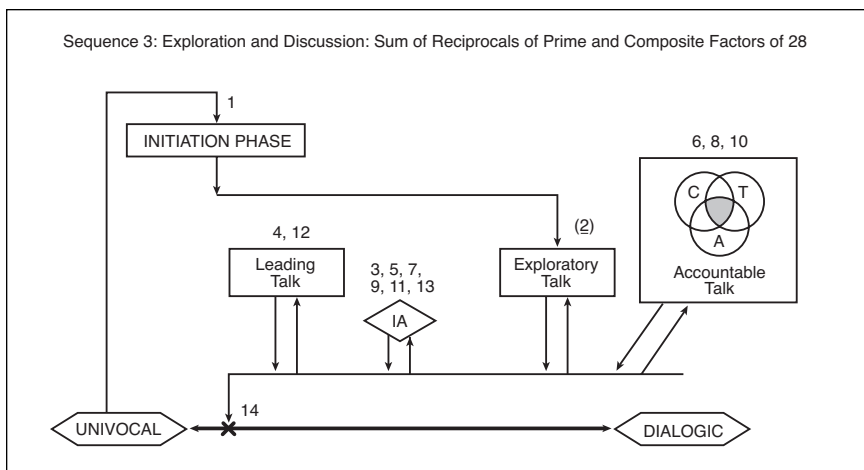 Sequence 3: Exploration and Discussion: Sum of Reciprocals of Prime and Composite Factors of 28
1
INITIATION PHASE
6, 8, 10
C
T
A
Accountable
Talk
(2)
Exploratory
Talk
4, 12
Leading
Talk
3, 5, 7,
9, 11, 13
IA
14
UNIVOCAL
DIALOGIC